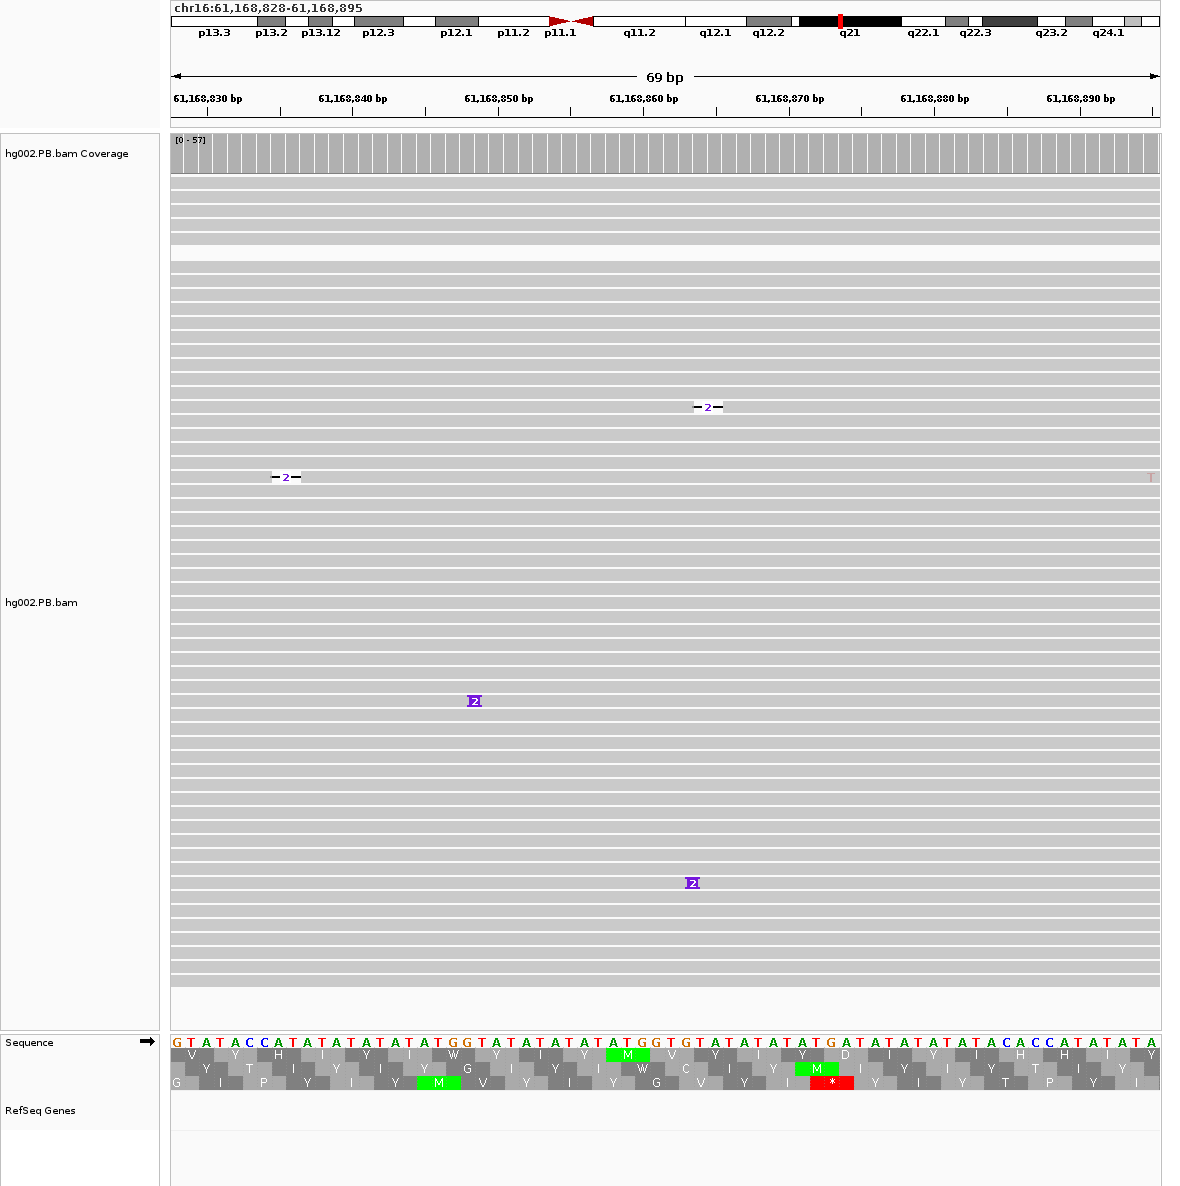 chr16:61,168,828-61,168,895
p13.3 p13.2 p13.12 p12.3 p12.1 p11.2 p11.1 q11.2 q12.1 q12.2 q21 q22.1 q22.3 q23.2 q24.1
69 bp
61,168,830 bp 61,168,840 bp 61,168,850 bp 61,168,860 bp 61,168,870 bp 61,168,880 bp 61,168,890 bp
[0 - 57]
hg002.PB.bam Coverage
2
2 T
hg002.PB.bam
2
2
Sequence G T A T A C C A T A T A T A T A T A T G G T A T A T A T A T A T G G T G T A T A T A T A T G A T A T A T A T A T A C A C C A T A T A T A
V Y H I Y I W Y I Y M V Y I Y D I Y I H H I Y
Y T I Y I Y G I Y I W C I Y M I Y I Y T I Y
G I P Y I Y M V Y I Y G V Y I * Y I Y T P Y I
RefSeq Genes